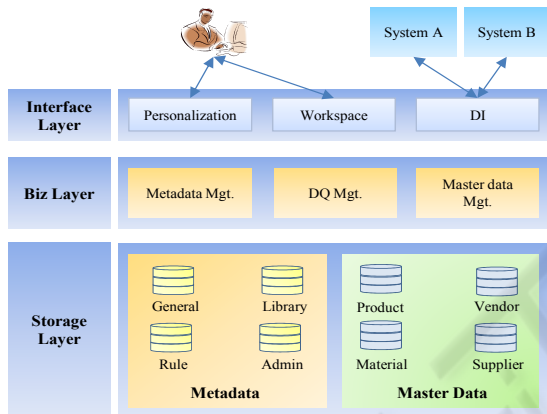 System A
System B
Interface
Layer
Personalization
Workspace
DI
Biz Layer
Metadata Mgt.
DQ Mgt.
Master data
Mgt.
Storage
Layer
General
Library
Product
Vendor
Rule
Admin
Material
Supplier
Metadata
Master Data